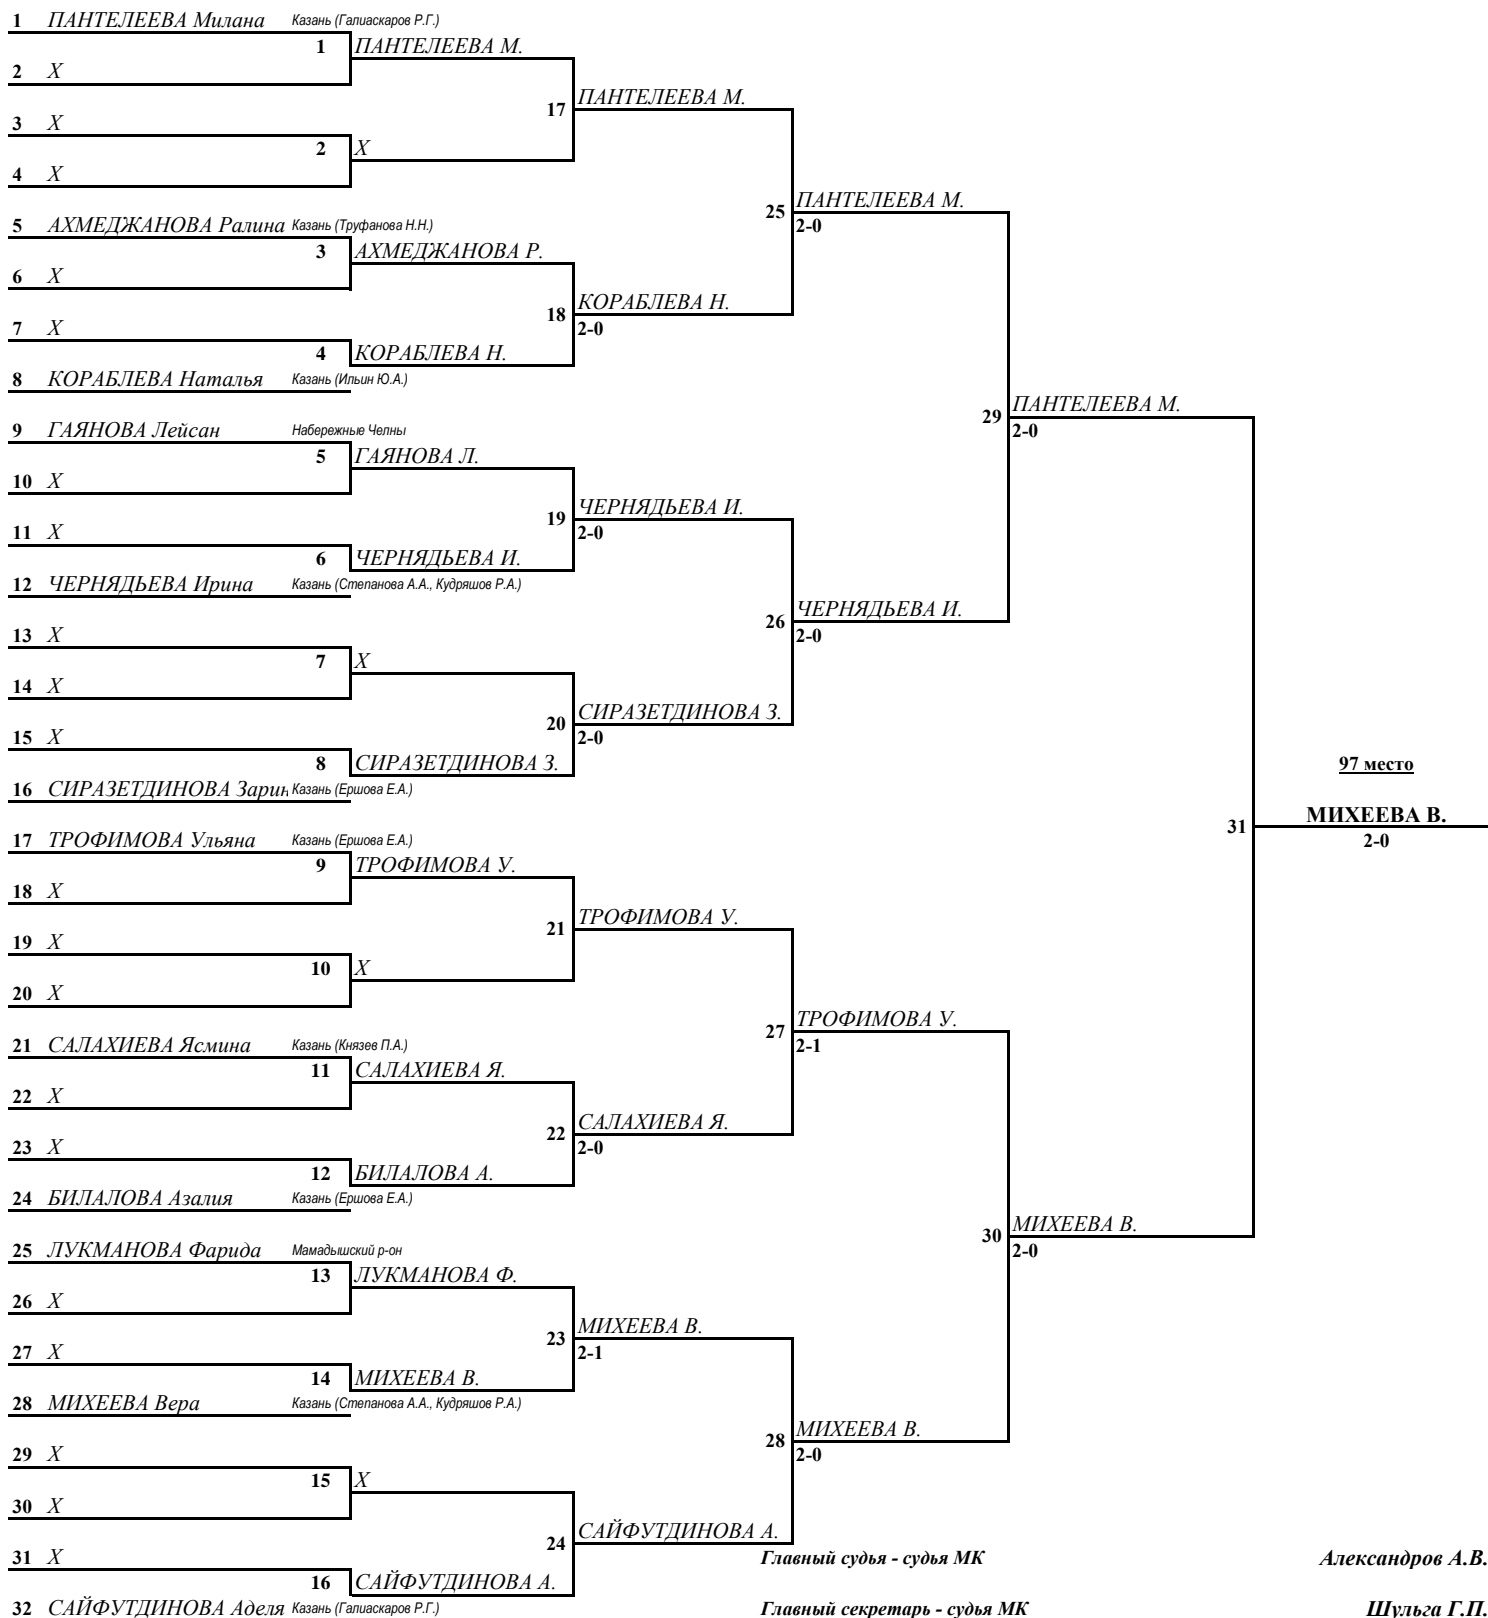 1 ПАНТЕЛЕЕВА Милана Казань (Галиаскаров Р.Г.)
1 ПАНТЕЛЕЕВА М.
2 X
17 ПАНТЕЛЕЕВА М.
3 X
2 X
4 X
25 ПАНТЕЛЕЕВА М.
2-0
5 АХМЕДЖАНОВА Ралина Казань (Труфанова Н.Н.)
3 АХМЕДЖАНОВА Р.
6 X
18 КОРАБЛЕВА Н.
2-0
7 X
4 КОРАБЛЕВА Н.
8 КОРАБЛЕВА Наталья Казань (Ильин Ю.А.)
29 ПАНТЕЛЕЕВА М.
2-0
9 ГАЯНОВА Лейсан Набережные Челны
5 ГАЯНОВА Л.
10 X
19 ЧЕРНЯДЬЕВА И.
2-0
11 X
6 ЧЕРНЯДЬЕВА И.
12 ЧЕРНЯДЬЕВА Ирина Казань (Степанова А.А., Кудряшов Р.А.)
26 ЧЕРНЯДЬЕВА И.
2-0
13 X
7 X
14 X
20 СИРАЗЕТДИНОВА З.
2-0
15 X
8 СИРАЗЕТДИНОВА З.
16 СИРАЗЕТДИНОВА Зарин Казань (Ершова Е.А.)
97 место
31 МИХЕЕВА В.
2-0
17 ТРОФИМОВА Ульяна Казань (Ершова Е.А.)
9 ТРОФИМОВА У.
18 X
21 ТРОФИМОВА У.
19 X
10 X
20 X
27 ТРОФИМОВА У.
2-1
21 САЛАХИЕВА Ясмина Казань (Князев П.А.)
11 САЛАХИЕВА Я.
22 X
22 САЛАХИЕВА Я.
2-0
23 X
12 БИЛАЛОВА А.
24 БИЛАЛОВА Азалия Казань (Ершова Е.А.)
30 МИХЕЕВА В.
2-0
25 ЛУКМАНОВА Фарида Мамадышский р-он
13 ЛУКМАНОВА Ф.
26 X
23 МИХЕЕВА В.
2-1
27 X
14 МИХЕЕВА В.
28 МИХЕЕВА Вера Казань (Степанова А.А., Кудряшов Р.А.)
28 МИХЕЕВА В.
2-0
29 X
15 X
30 X
24 САЙФУТДИНОВА А.
31 X
16 САЙФУТДИНОВА А.
32 САЙФУТДИНОВА Аделя Казань (Галиаскаров Р.Г.)
Главный судья - судья МК Александров А.В.
Главный секретарь - судья МК Шульга Г.П.